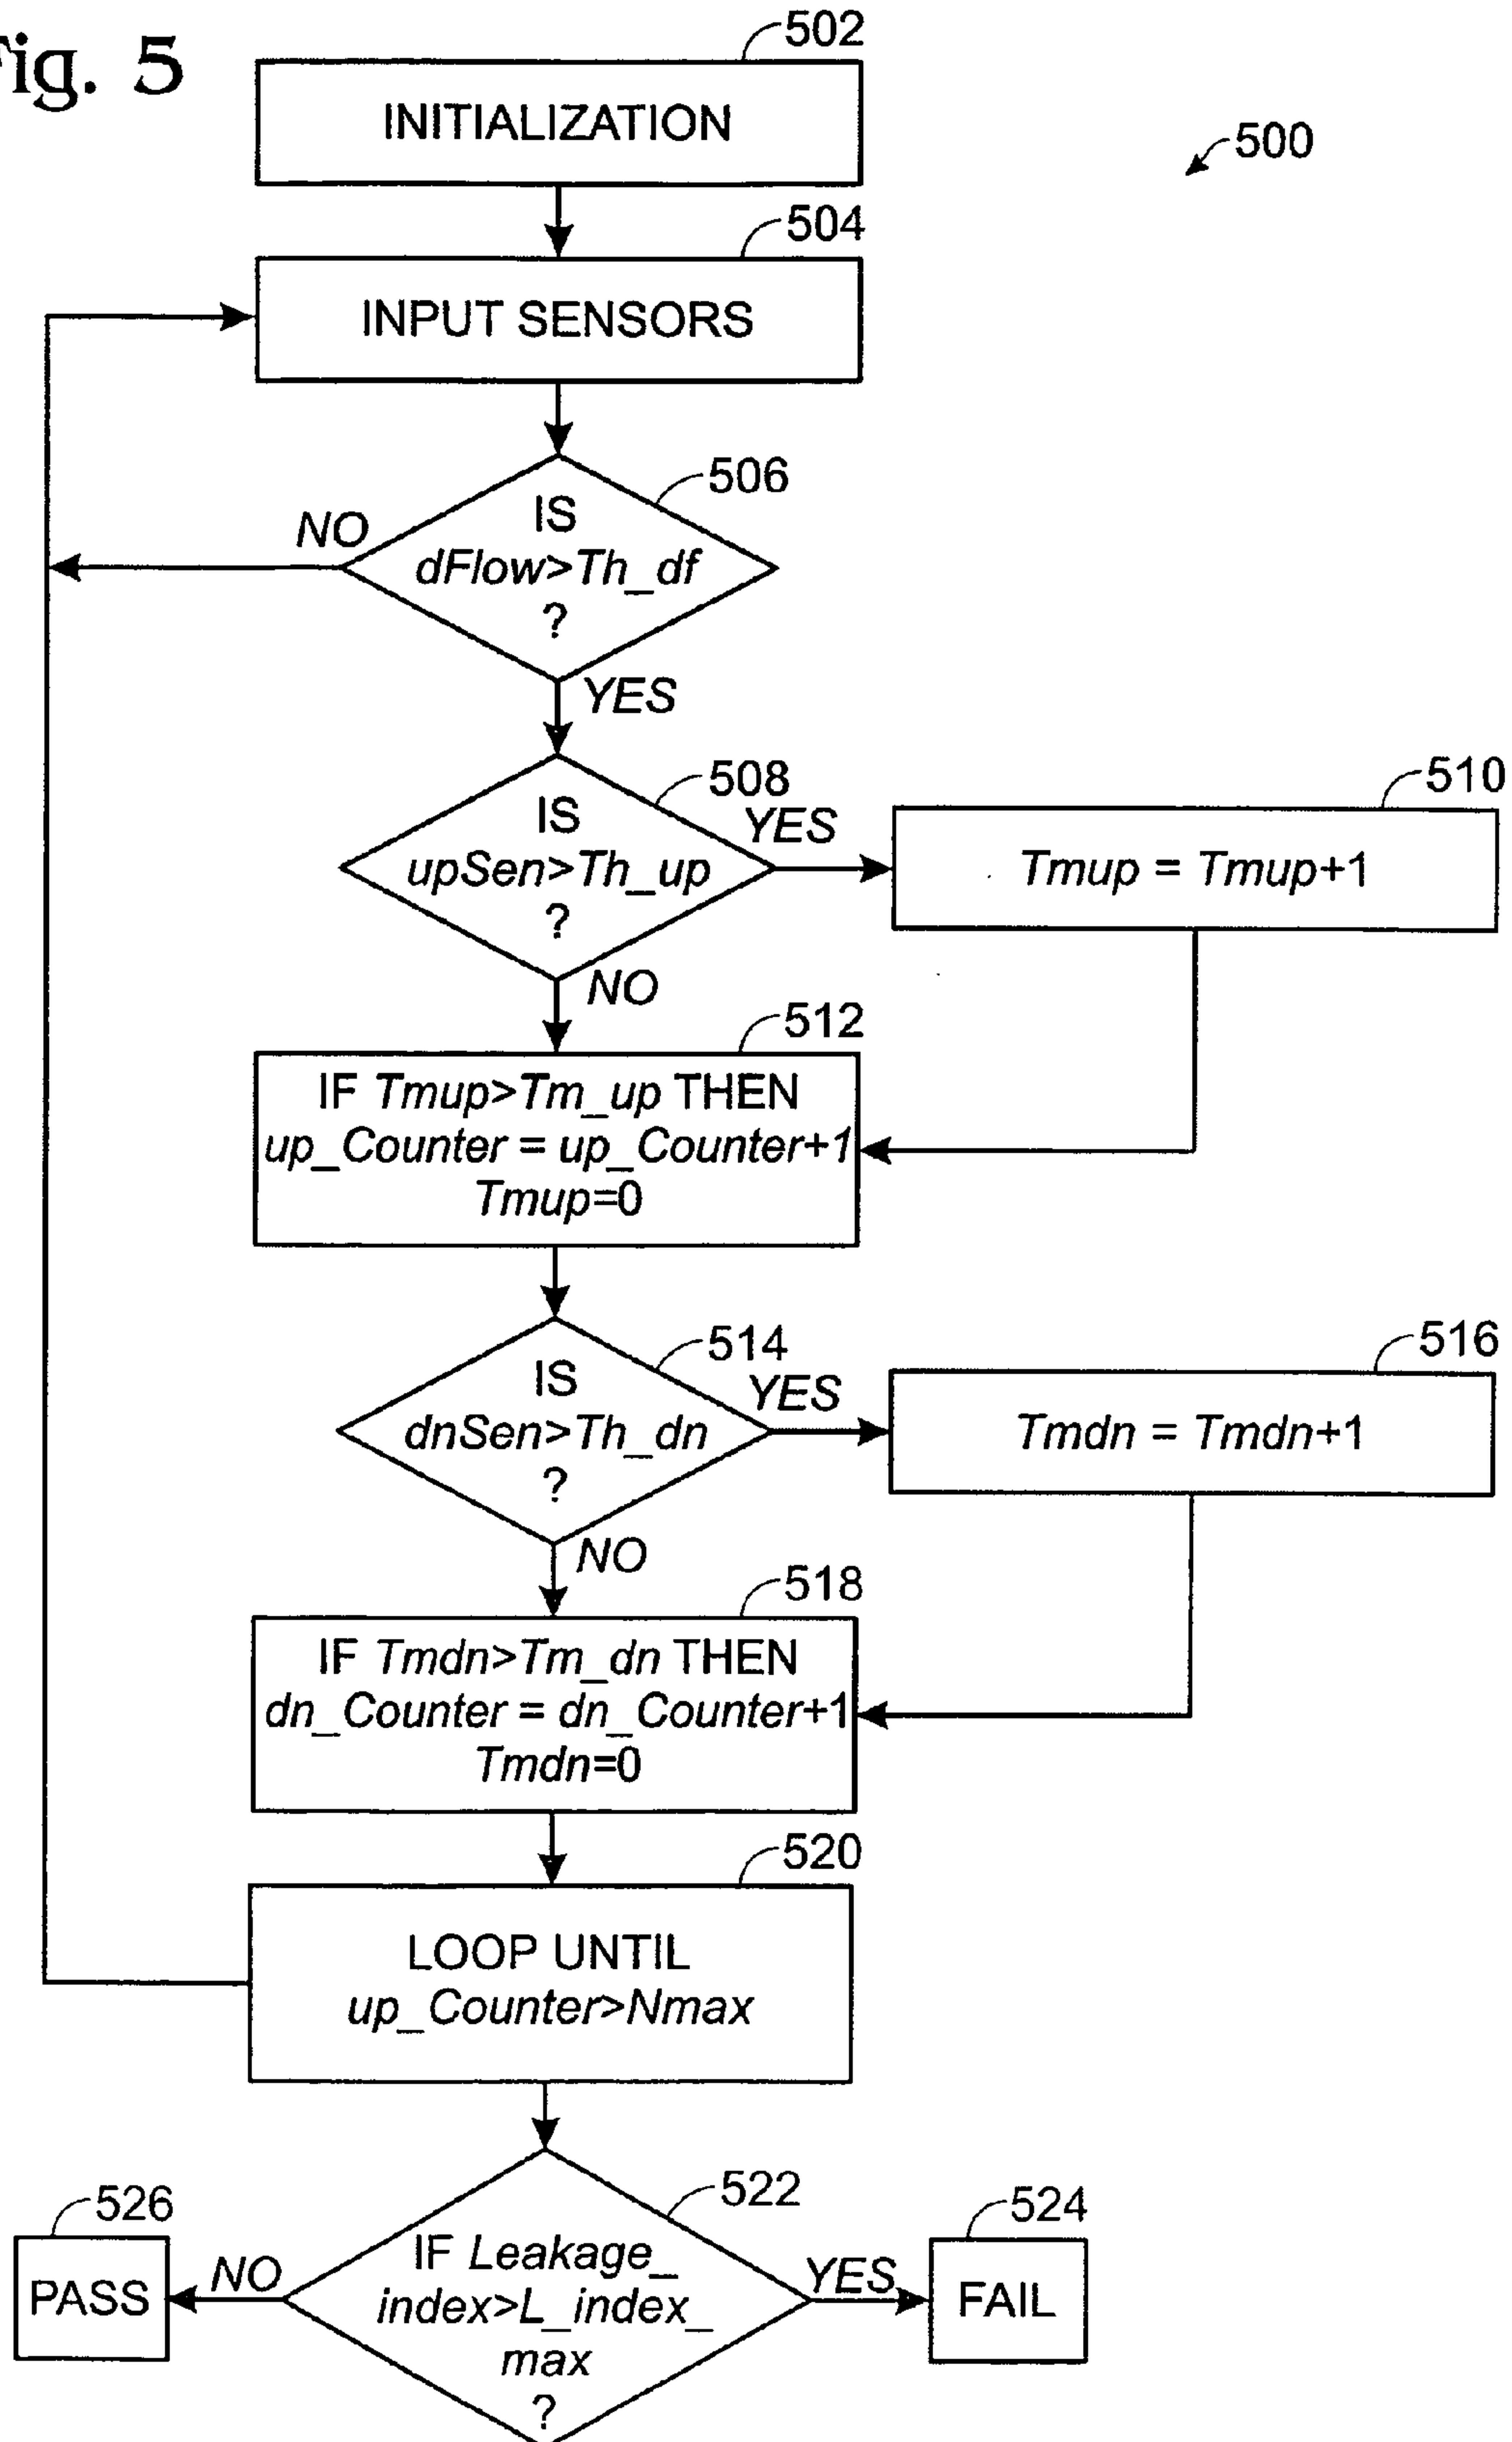 Fig. 5
502
INITIALIZATION
500
504
INPUT SENSORS
506
IS
dFlow>Th_df
?
NO
YES
508
IS
upSen>Th_up
?
YES
510
Tmup = Tmup+1
NO
512
IF Tmup>Tm_up THEN
up_Counter = up_Counter+1
Tmup=0
514
IS
dnSen>Th_dn
?
YES
516
Tmdn = Tmdn+1
NO
518
IF Tmdn>Tm_dn THEN
dn_Counter = dn_Counter+1
Tmdn=0
520
LOOP UNTIL
up_Counter>Nmax
522
IF Leakage_
index>L_index_
max
?
526
NO
PASS
YES
524
FAIL